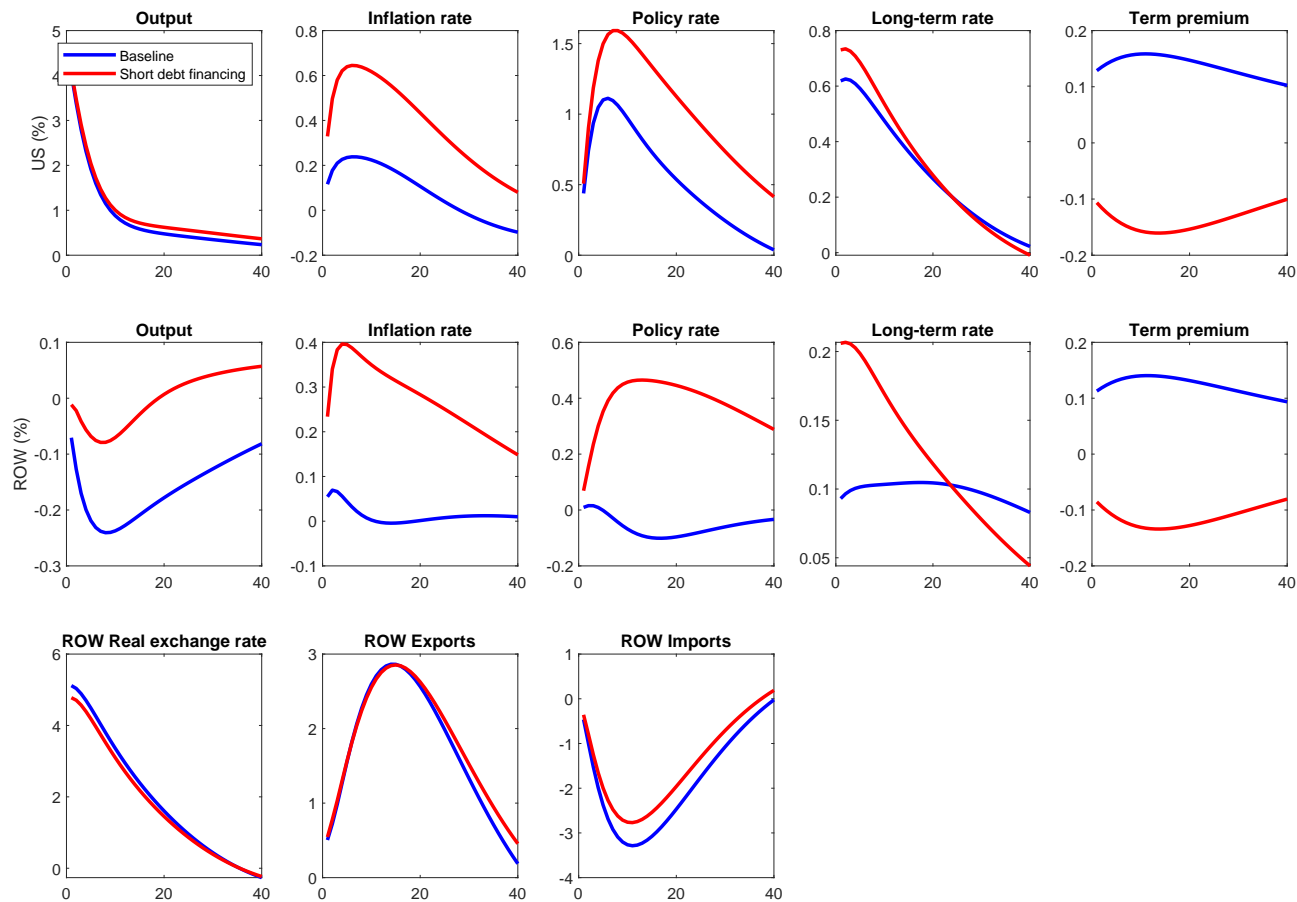 Output
Inflation rate
Policy rate
Long-term rate
Term premium
5
4
3
2
1
0
US (%)
Baseline
Short debt financing
0 20 40
0.8
0.6
0.4
0.2
0
-0.2
0 20 40
1.5
1
0.5
0
0 20 40
0.8
0.6
0.4
0.2
0
0 20 40
0.2
0.1
0
-0.1
-0.2
0 20 40
Output
Inflation rate
Policy rate
Long-term rate
Term premium
0.1
0
-0.1
-0.2
-0.3
ROW (%)
0 20 40
0.4
0.3
0.2
0.1
0
-0.1
0 20 40
0.6
0.4
0.2
0
-0.2
0 20 40
0.2
0.15
0.1
0.05
0 20 40
0.2
0.1
0
-0.1
-0.2
0 20 40
ROW Real exchange rate
ROW Exports
ROW Imports
6
4
2
0
0 20 40
3
2
1
0
0 20 40
1
0
-1
-2
-3
-4
0 20 40